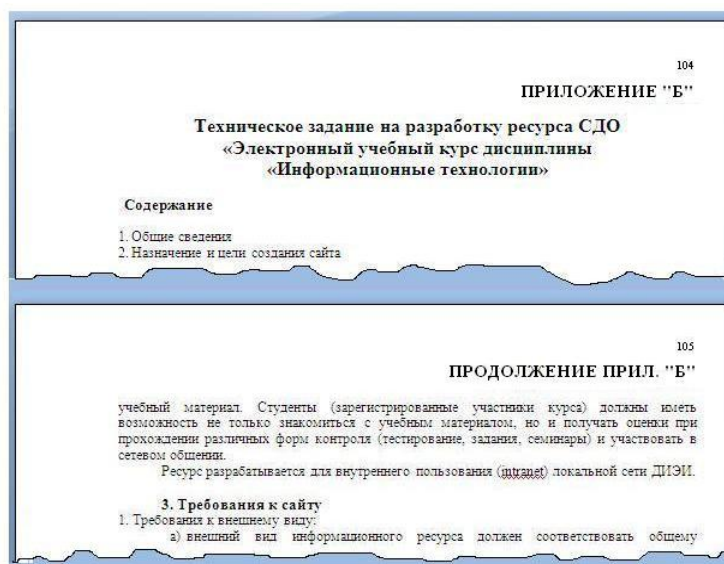 104
ПРИЛОЖЕНИЕ "Б"
Техническое задание на разработку ресурса СДО
«Электронный учебный курс дисциплины
«Информационные технологии»
Содержание
1. Общие сведения
2. Назначение и цели создания сайта
105
ПРОДОЛЖЕНИЕ ПРИЛ. "Б"
учебный материал. Студенты (зарегистрированные участники курса) должны иметь
возможность не только знакомиться с учебным материалом, но и получать оценки при
прохождении различных форм контроля (тестирование, задания, семинары) и участвовать в
сетевом общении.
Ресурс разрабатывается для внутреннего пользования (intranet) локальной сети ДИЭИ.
3. Требования к сайту
1. Требования к внешнему виду:
а) внешний вид информационного ресурса должен соответствовать общему